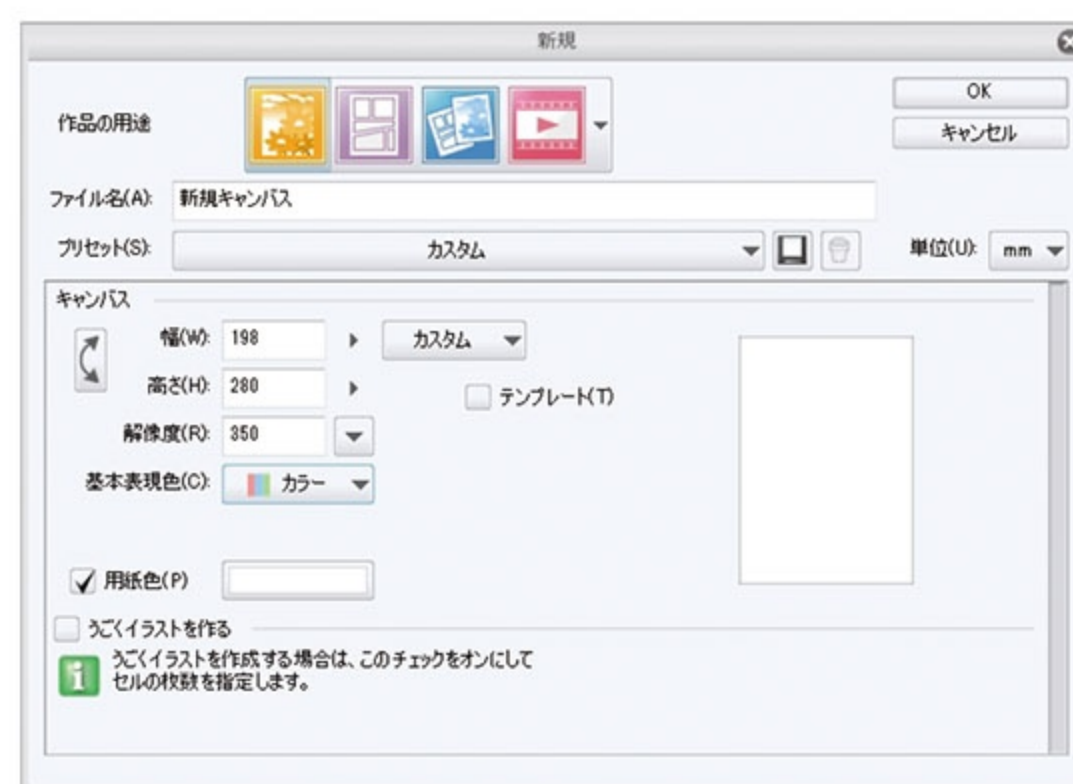 新規
作品の用途
OK
キャンセル
ファイル名(A): 新規キャンバス
プリセット(S): カスタム 単位(U): mm
キャンバス
幅(W): 198 カスタム
高さ(H): 280 テンプレート(T)
解像度(R): 350
基本表現色(C): カラー
用紙色(P)
うごくイラストを作る
うごくイラストを作成する場合は、このチェックをオンにして
セルの枚数を指定します。